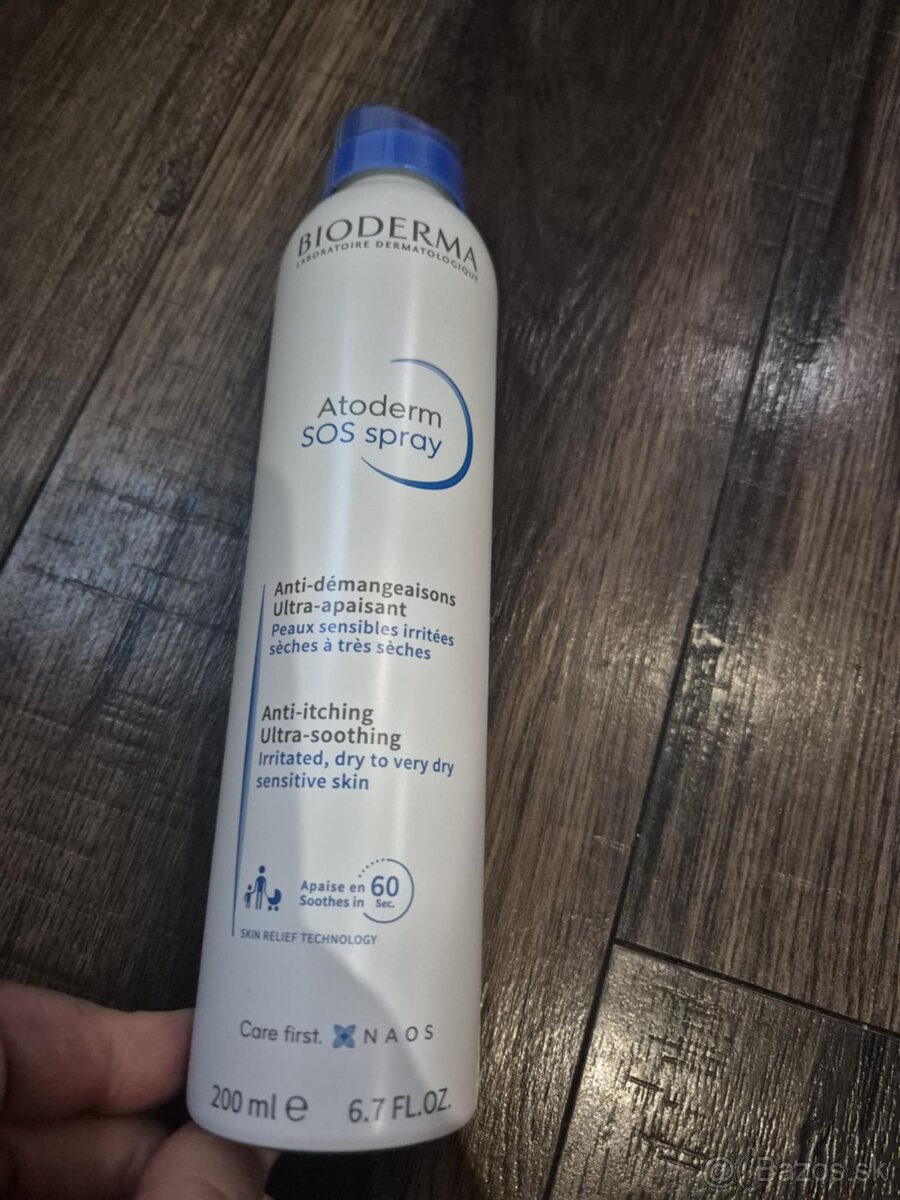 BIODERMA
LABORATOIRE DERMATOLOGIQUE
Atoderm
SOS spray
Anti-démangeaisons
Ultra-apaisant
Peaux sensibles irritées
sèches à très sèches
Anti-itching
Ultra-soothing
Irritated, dry to very dry
sensitive skin
Apaise en 60
Soothes in Sec.
SKIN RELIEF TECHNOLOGY
Care first. NAOS
200 ml e 6.7 FL.OZ.
@ Bazos.sk